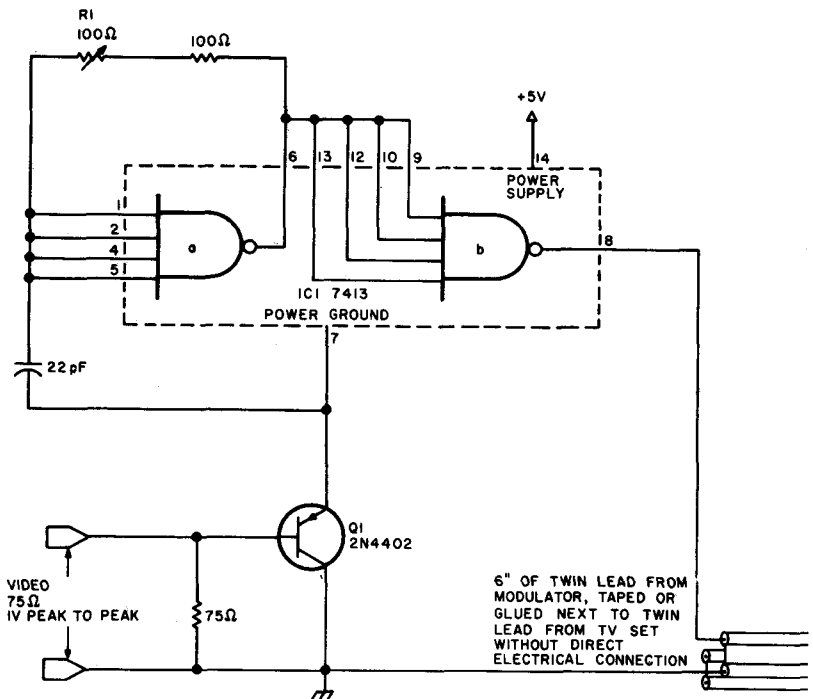 R1
100Ω
100Ω
+5V
6
13
12
10
9
14
POWER
SUPPLY
1
2
4
5
a
b
8
IC1 7413
POWER GROUND
7
22pF
Q1
2N4402
VIDEO
75Ω
1V PEAK TO PEAK
75Ω
6" OF TWIN LEAD FROM
MODULATOR, TAPED OR
GLUED NEXT TO TWIN
LEAD FROM TV SET
WITHOUT DIRECT
ELECTRICAL CONNECTION